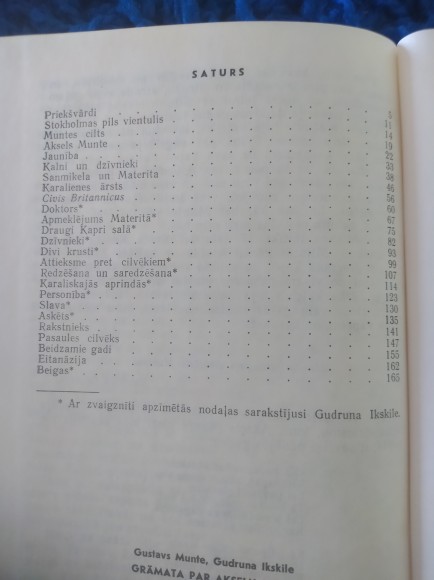 SATURS
Priekšvārdi 5
Stokholmas pils vientulis 11
Muntes cilts 14
Aksels Munte 19
Jaunība 22
Kalni un dzīvnieki 33
Sanmikela un Materita 38
Karalienes ārsts 46
Civis Britannicus 56
Doktors* 60
Apmeklējums Materitā* 67
Draugi Kapri salā* 75
Dzīvnieki* 82
Divi krusti* 93
Attieksme pret cilvēkiem* 99
Redzēšana un saredzēšana* 107
Karaliskajās aprindās* 114
Personība* 123
Slava* 130
Askēts* 135
Rakstnieks 141
Pasaules cilvēks 147
Beidzamie gadi 155
Eitanāzija 162
Beigas* 165
* Ar zvaigznīti apzīmētās nodaļas sarakstījusi Gudruna Ikskile.
Gustavs Munte, Gudruna Ikskile
GRĀMATA PAR